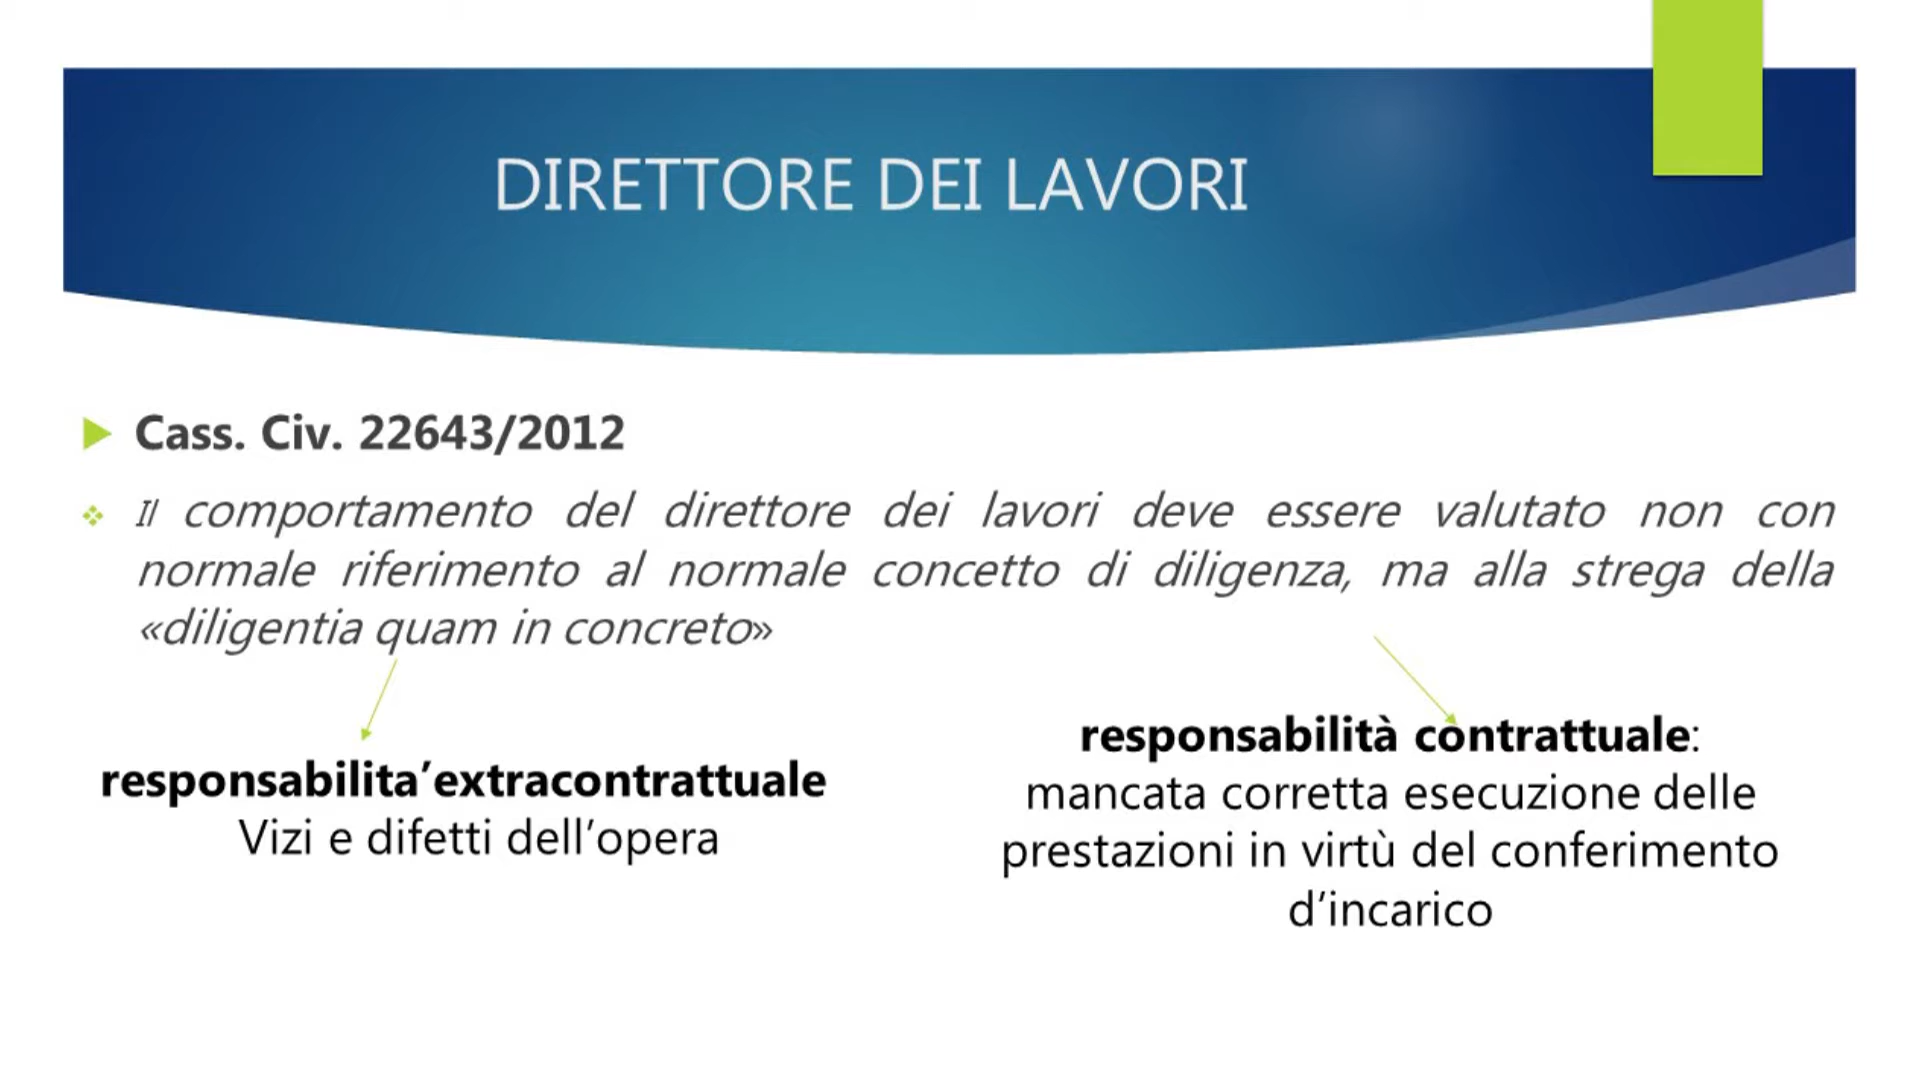 DIRETTORE DEI LAVORI
Cass. Civ. 22643/2012
Il comportamento del direttore dei lavori deve essere valutato non con
normale riferimento al normale concetto di diligenza, ma alla strega della
«diligentia quam in concreto»
responsabilita’extracontrattuale
Vizi e difetti dell’opera
responsabilità contrattuale:
mancata corretta esecuzione delle
prestazioni in virtù del conferimento
d’incarico